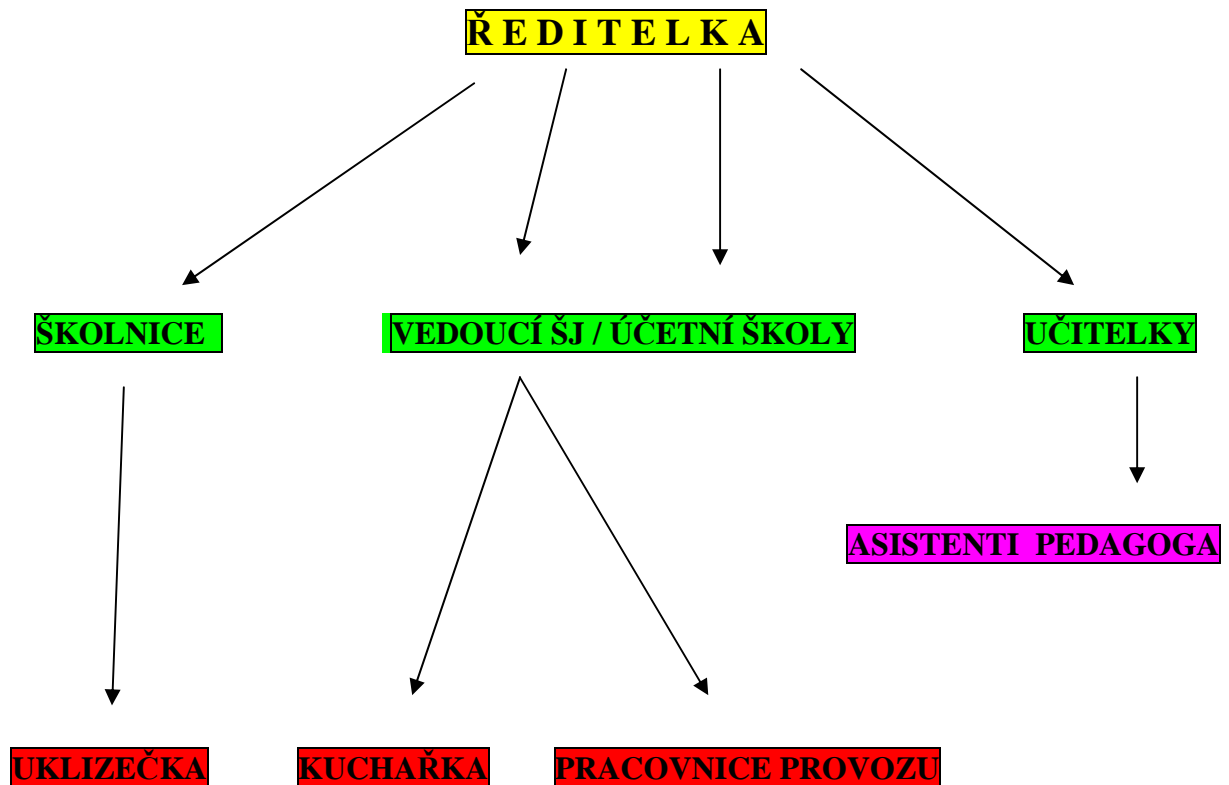 Ř E D I T E L K A
ŠKOLNICE
VEDOUCÍ ŠJ / ÚČETNÍ ŠKOLY
UČITELKY
ASISTENTI PEDAGOGA
UKLIZEČKA
KUCHAŘKA
PRACOVNICE PROVOZU